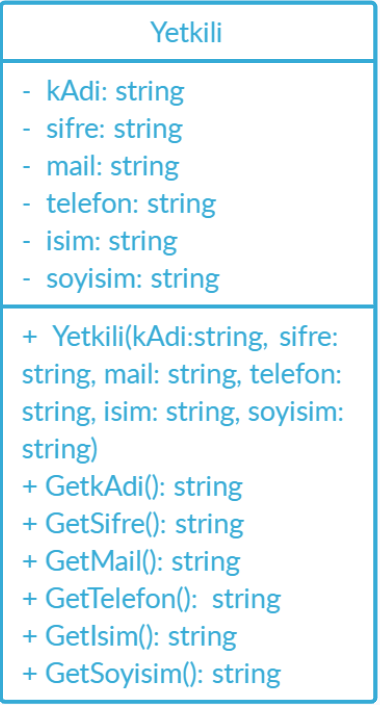 Yetkili
- kAdi: string
- sifre: string
- mail: string
- telefon: string
- isim: string
- soyisim: string
+ Yetkili(kAdi:string, sifre:
string, mail: string, telefon:
string, isim: string, soyisim:
string)
+ GetkAdi(): string
+ GetSifre(): string
+ GetMail(): string
+ GetTelefon(): string
+ GetIsim(): string
+ GetSoyisim(): string